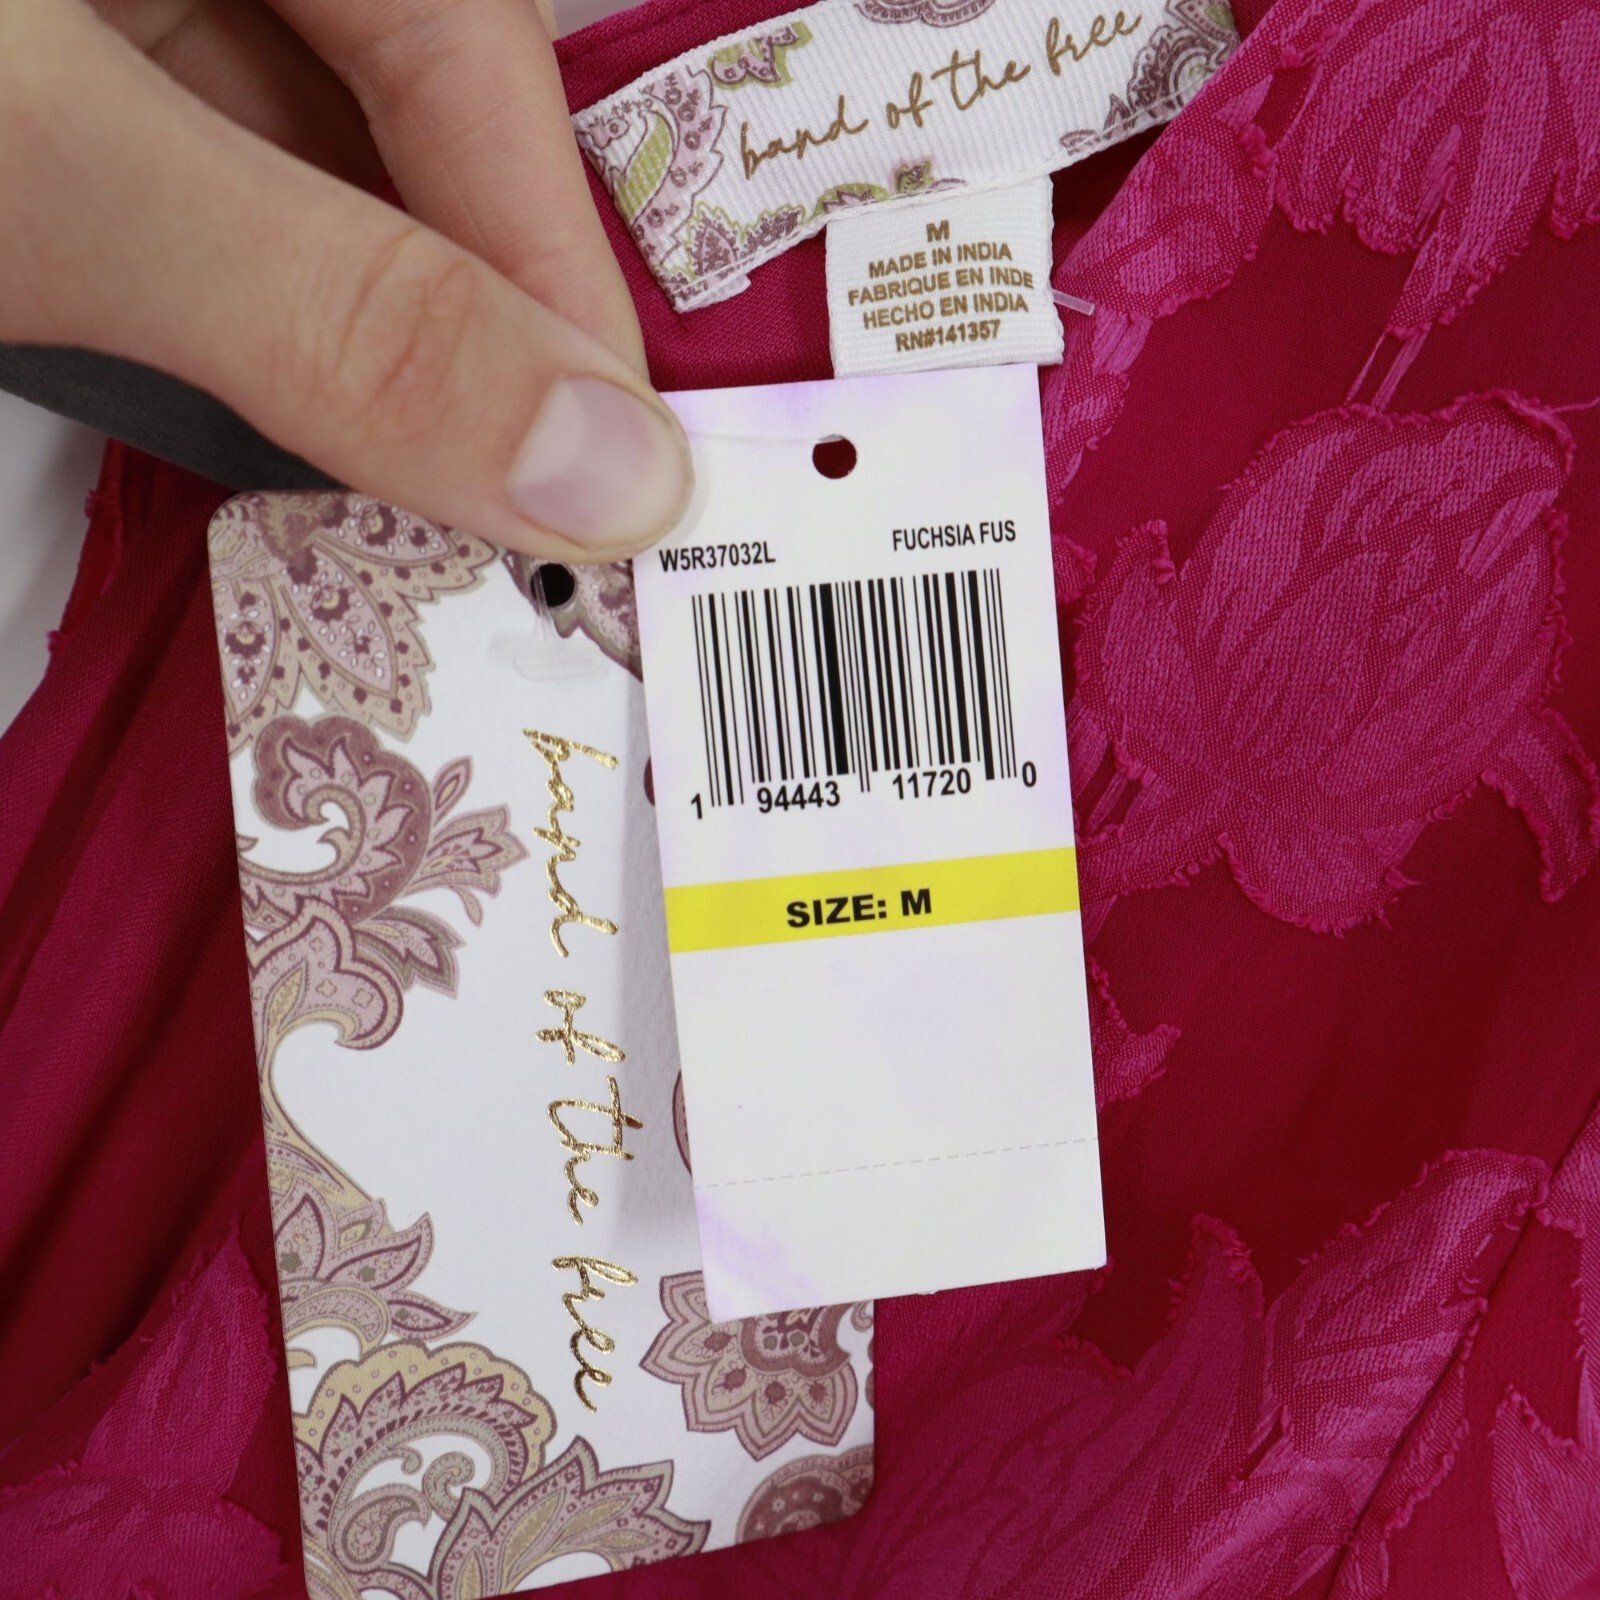 band of the free
M
MADE IN INDIA
FABRIQUE EN INDE
HECHO EN INDIA
RN#141357
W5R37032L FUCHSIA FUS
1 94443 11720 0
SIZE: M
band of the free